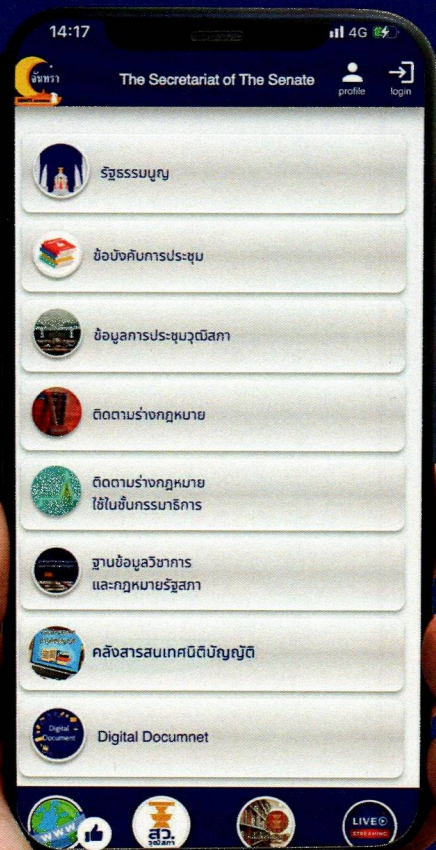 14:17
4G
จันทรา
The Secretariat of The Senate
profile
login
รัฐธรรมนูญ
ข้อบังคับการประชุม
ข้อมูลการประชุมวุฒิสภา
ติดตามร่างกฎหมาย
ติดตามร่างกฎหมาย
ใช้ในชั้นกรรมาธิการ
ฐานข้อมูลวิชาการ
และกฎหมายรัฐสภา
คลังสารสนเทศนิติบัญญัติ
Digital
Document
Digital Documnet
WWW
สว.
วุฒิสภา
LIVE
STREAMING